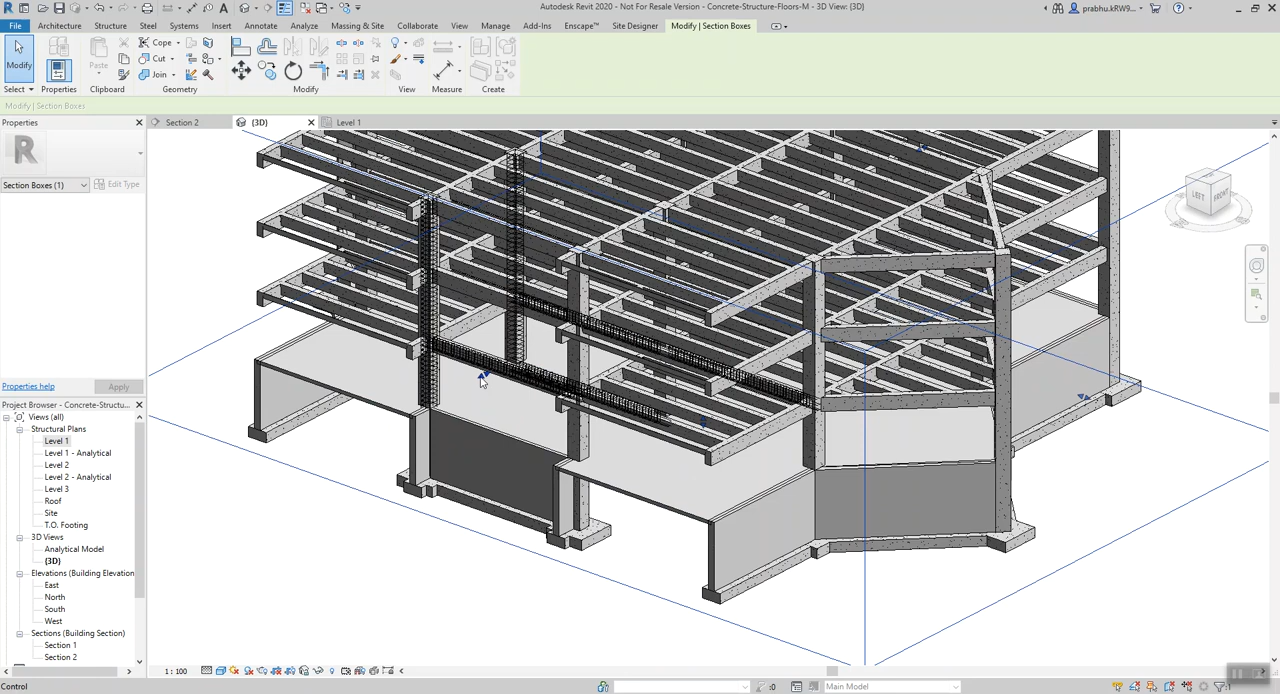 Autodesk Revit 2020 - Not For Resale Version - Concrete-Structure-Floors-M - 3D View: {3D}
prabhu.kRW9...
File Architecture Structure Steel Systems Insert Annotate Analyze Massing & Site Collaborate View Manage Add-Ins Enscape™ Site Designer Modify | Section Boxes
Modify
Paste
Cope
Cut
Join
Select Properties Clipboard Geometry Modify View Measure Create
Modify | Section Boxes
Properties
Section 2
{3D}
Level 1
Section Boxes (1)
Edit Type
LEFT
FRONT
Properties help
Apply
Project Browser - Concrete-Structu...
Views (all)
Structural Plans
Level 1
Level 1 - Analytical
Level 2
Level 2 - Analytical
Level 3
Roof
Site
T.O. Footing
3D Views
Analytical Model
{3D}
Elevations (Building Elevation
East
North
South
West
Sections (Building Section)
Section 1
Section 2
1 : 100
Control
:0
Main Model